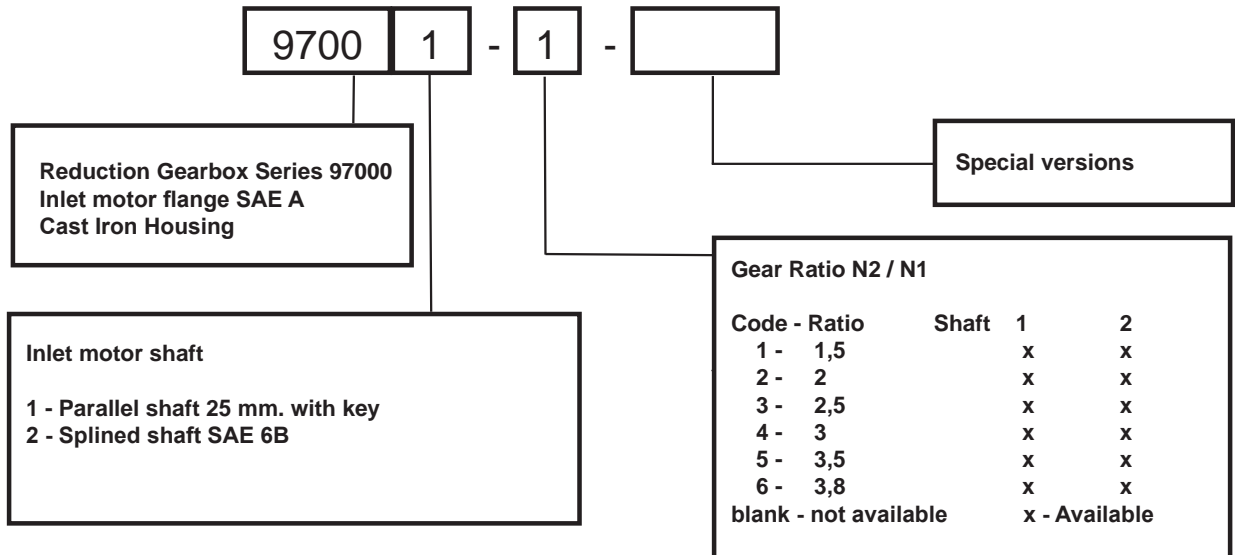 9700 1 - 1 -
Reduction Gearbox Series 97000
Inlet motor flange SAE A
Cast Iron Housing
Special versions
Inlet motor shaft
1 - Parallel shaft 25 mm. with key
2 - Splined shaft SAE 6B
Gear Ratio N2 / N1
Code - Ratio Shaft 1 2
1 - 1,5 x x
2 - 2 x x
3 - 2,5 x x
4 - 3 x x
5 - 3,5 x x
6 - 3,8 x x
blank - not available x - Available